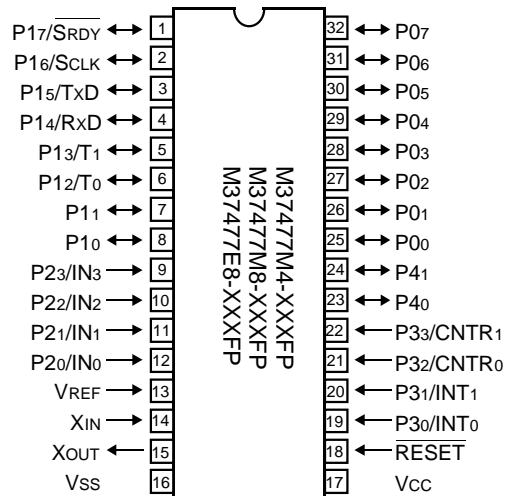 P17/SRDY 1 32 P07
P16/SCLK 2 31 P06
P15/TXD 3 30 P05
P14/RXD 4 29 P04
P13/T1 5 28 P03
P12/T0 6 27 P02
P11 7 26 P01
P10 8 25 P00
P23/IN3 9 24 P41
P22/IN2 10 23 P40
P21/IN1 11 22 P33/CNTR1
P20/IN0 12 21 P32/CNTR0
VREF 13 20 P31/INT1
XIN 14 19 P30/INT0
XOUT 15 18 RESET
VSS 16 17 VCC
M37477M4-XXXFP
M37477M8-XXXFP
M37477E8-XXXFP